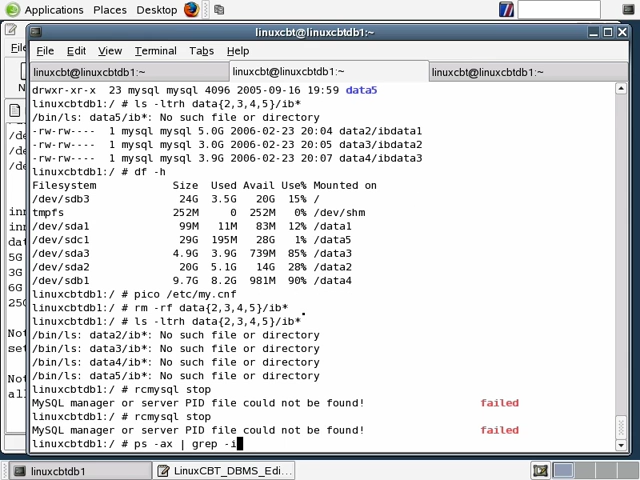 Applications Places Desktop
linuxcbt@linuxcbtdb1:~
File Edit View Terminal Tabs Help
linuxcbt@linuxcbtdb1:~ linuxcbt@linuxcbtdb1:~ linuxcbt@linuxcbtdb1:~
drwxr-xr-x 23 mysql mysql 4096 2005-09-16 19:59 data5
linuxcbtdb1:/ # ls -ltrh data{2,3,4,5}/ib*
/bin/ls: data5/ib*: No such file or directory
-rw-rw---- 1 mysql mysql 5.0G 2006-02-23 20:04 data2/ibdata1
-rw-rw---- 1 mysql mysql 3.0G 2006-02-23 20:05 data3/ibdata2
-rw-rw---- 1 mysql mysql 3.9G 2006-02-23 20:07 data4/ibdata3
linuxcbtdb1:/ # df -h
Filesystem Size Used Avail Use% Mounted on
/dev/sdb3 24G 3.5G 20G 15% /
tmpfs 252M 0 252M 0% /dev/shm
/dev/sda1 99M 11M 83M 12% /data1
/dev/sdc1 29G 195M 28G 1% /data5
/dev/sda3 4.9G 3.9G 739M 85% /data3
/dev/sda2 20G 5.1G 14G 28% /data2
/dev/sdb1 9.7G 8.2G 981M 90% /data4
linuxcbtdb1:/ # pico /etc/my.cnf
linuxcbtdb1:/ # rm -rf data{2,3,4,5}/ib*
linuxcbtdb1:/ # ls -ltrh data{2,3,4,5}/ib*
/bin/ls: data2/ib*: No such file or directory
/bin/ls: data3/ib*: No such file or directory
/bin/ls: data4/ib*: No such file or directory
/bin/ls: data5/ib*: No such file or directory
linuxcbtdb1:/ # rcmysql stop
MySQL manager or server PID file could not be found! failed
linuxcbtdb1:/ # rcmysql stop
MySQL manager or server PID file could not be found! failed
linuxcbtdb1:/ # ps -ax | grep -i
linuxcbtdb1 LinuxCBT_DBMS_Edi...